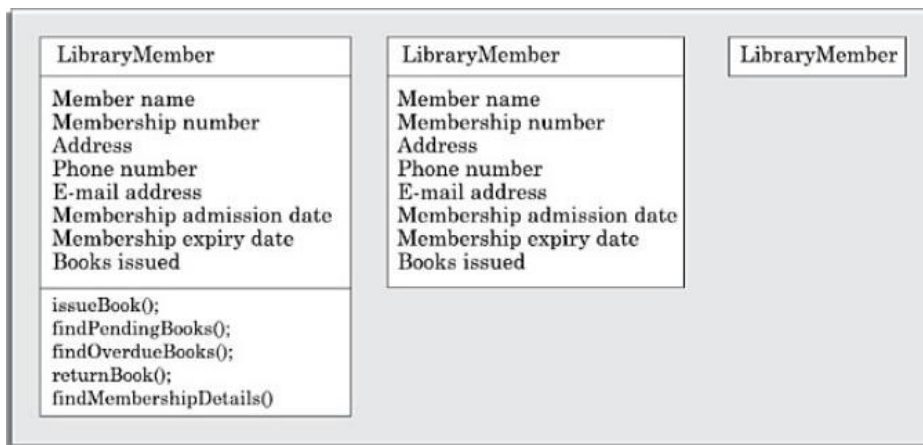 LibraryMember
Member name
Membership number
Address
Phone number
E-mail address
Membership admission date
Membership expiry date
Books issued
issueBook();
findPendingBooks();
findOverdueBooks();
returnBook();
findMembershipDetails()
LibraryMember
Member name
Membership number
Address
Phone number
E-mail address
Membership admission date
Membership expiry date
Books issued
LibraryMember